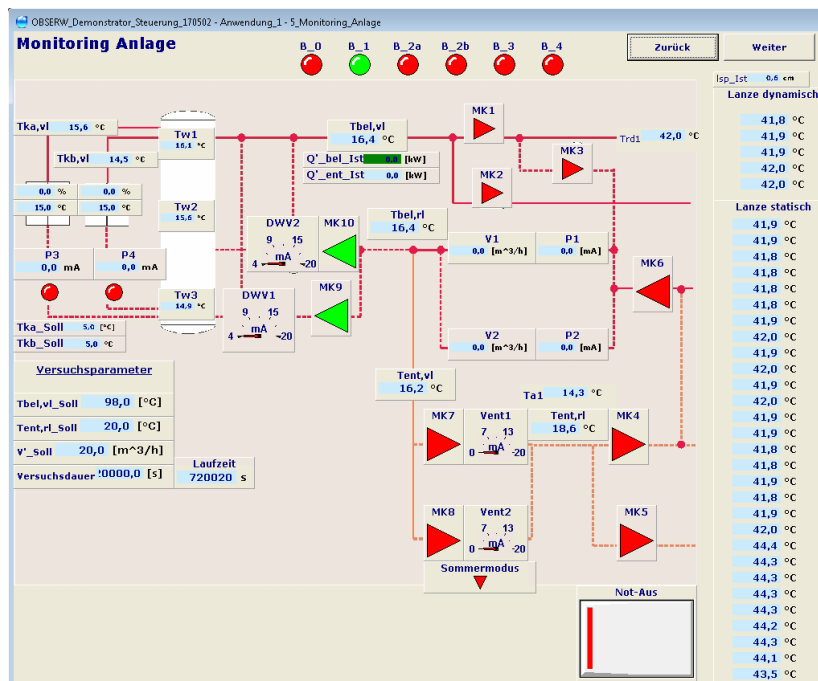 OBSERW_Demonstrator_Steuerung_170502 - Anwendung_1 - 5_Monitoring_Anlage
Monitoring Anlage
B_0 B_1 B_2a B_2b B_3 B_4
Zurück Weiter
lsp_Ist 0,6 cm
Lanze dynamisch
41,8 °C
41,9 °C
41,9 °C
42,0 °C
42,0 °C
Lanze statisch
41,9 °C
41,9 °C
41,8 °C
41,8 °C
41,8 °C
41,8 °C
41,9 °C
42,0 °C
41,9 °C
42,0 °C
41,9 °C
42,0 °C
41,9 °C
41,9 °C
41,8 °C
41,8 °C
41,9 °C
41,8 °C
41,9 °C
42,0 °C
44,4 °C
44,3 °C
44,3 °C
44,3 °C
44,3 °C
44,2 °C
44,3 °C
44,1 °C
43,5 °C
Tka,vl 15,6 °C
Tkb,vl 14,5 °C
0,0 % 0,0 %
15,0 °C 15,0 °C
P3 P4
0,0 mA 0,0 mA
Tka_Soll 5,0 [°C]
Tkb_Soll 5,0 °C
Tw1
16,1 °C
Tw2
15,6 °C
Tw3
14,9 °C
Tbel,vl
16,4 °C
Q'_bel_Ist 0,0 [kW]
Q'_ent_Ist 0,0 [kW]
MK1
MK2
MK3
Trd1 42,0 °C
DWV2
9 15
4 mA 20
MK10
Tbel,rl
16,4 °C
DWV1
9 15
4 mA 20
MK9
V1 P1
0,0 [m^3/h] 0,0 [mA]
V2 P2
0,0 [m^3/h] 0,0 [mA]
MK6
Versuchsparameter
Tbel,vl_Soll 98,0 [°C]
Tent,rl_Soll 20,0 [°C]
V'_Soll 20,0 [m^3/h]
Versuchsdauer 0000,0 [s]
Laufzeit
720020 s
Tent,vl
16,2 °C
Ta1 14,3 °C
MK7
Vent1
7 13
0 mA 20
Tent,rl
18,6 °C
MK4
MK8
Vent2
7 13
0 mA 20
MK5
Sommermodus
Not-Aus